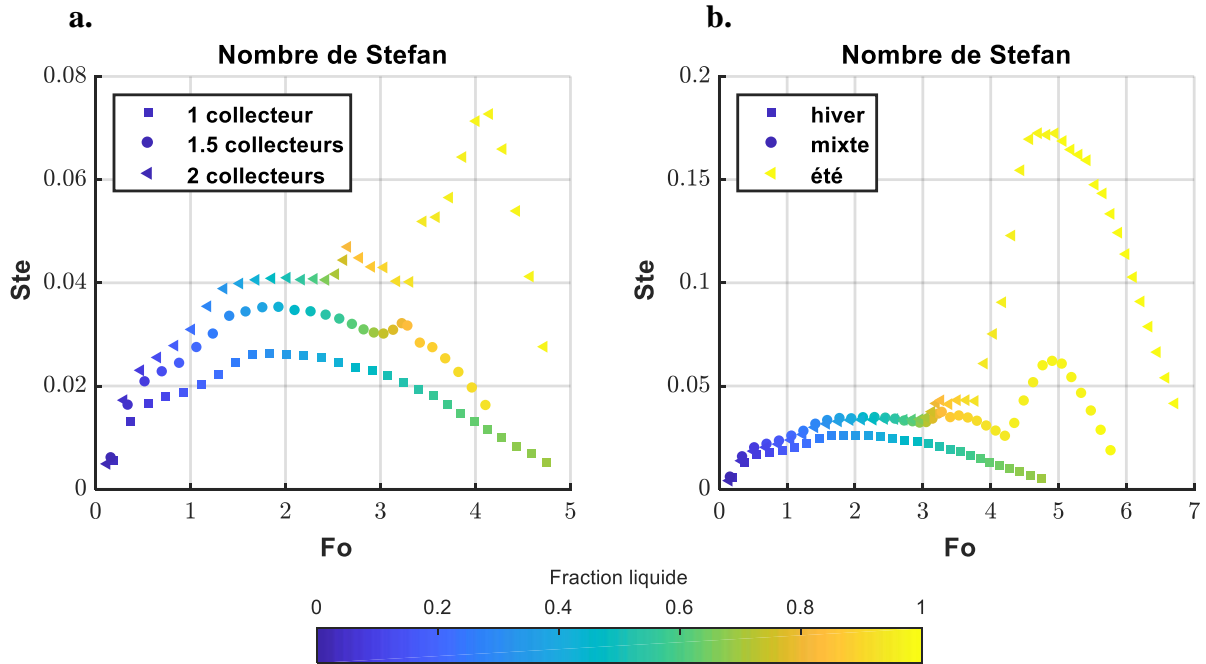 a.
Nombre de Stefan
0.08
0.06
0.04
0.02
0
Ste
1 collecteur
1.5 collecteurs
2 collecteurs
0 1 2 3 4 5
Fo
b.
Nombre de Stefan
0.2
0.15
0.1
0.05
0
Ste
hiver
mixte
été
0 1 2 3 4 5 6 7
Fo
Fraction liquide
0 0.2 0.4 0.6 0.8 1